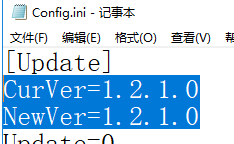 Config.ini - 记事本
文件(F) 编辑(E) 格式(O) 查看(V)
[Update]
CurVer=1.2.1.0
NewVer=1.2.1.0
Update=0